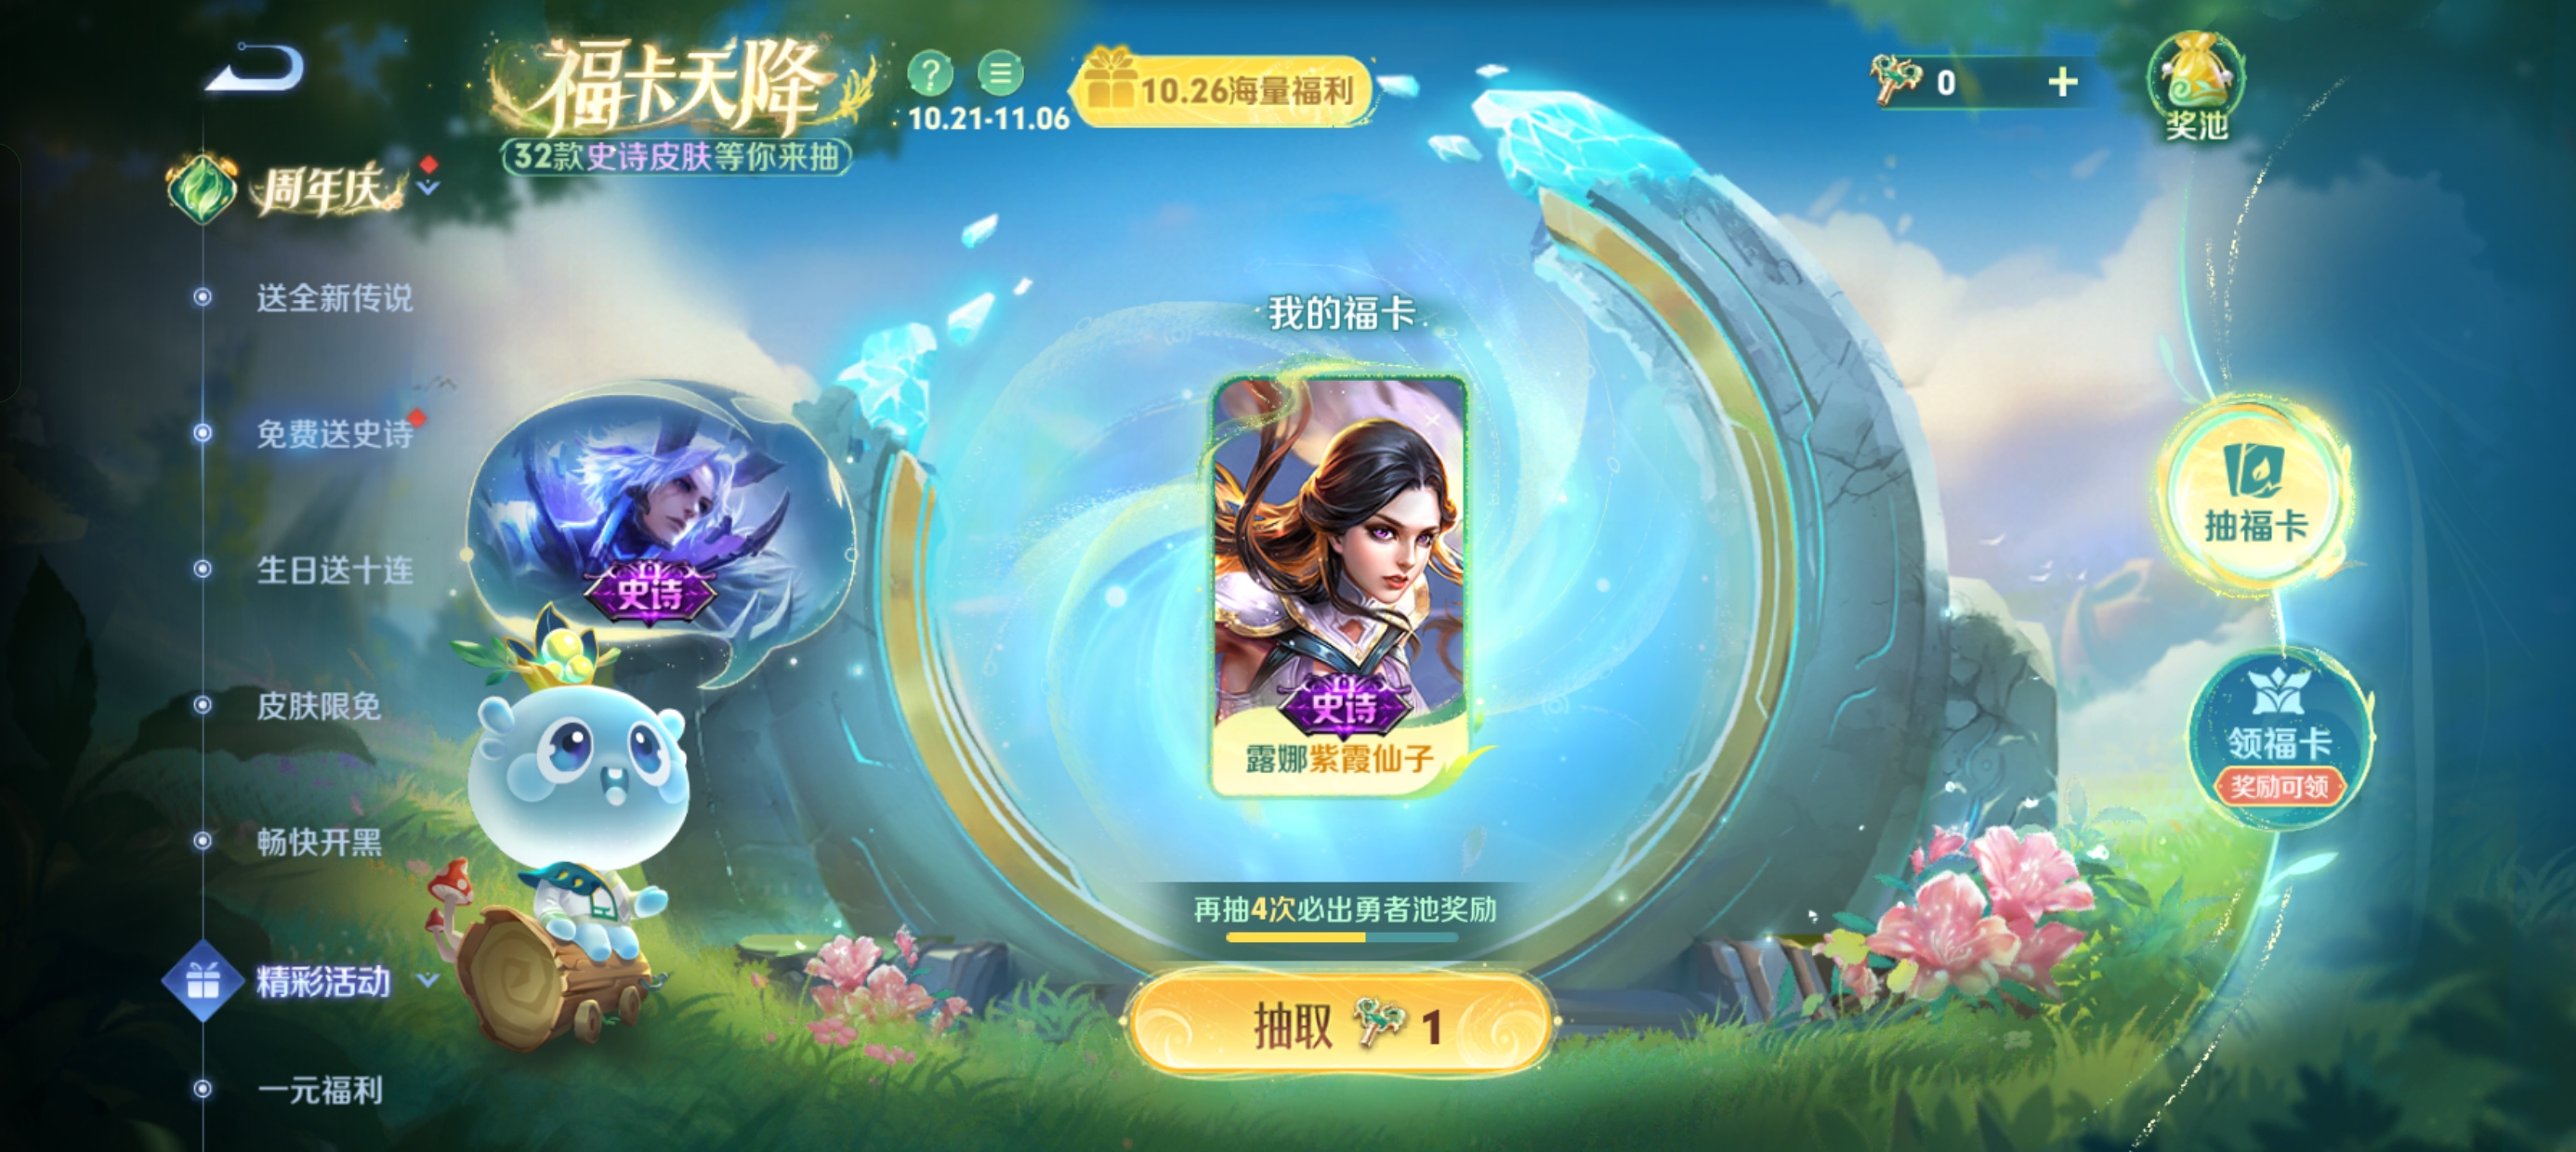 福卡天降
32款史诗皮肤等你来抽
?
10.21-11.06
10.26海量福利
0
+
奖池
周年庆
送全新传说
免费送史诗
生日送十连
皮肤限免
畅快开黑
精彩活动
一元福利
史诗
我的福卡
史诗
露娜紫霞仙子
再抽4次必出勇者池奖励
抽取 1
抽福卡
领福卡
奖励可领